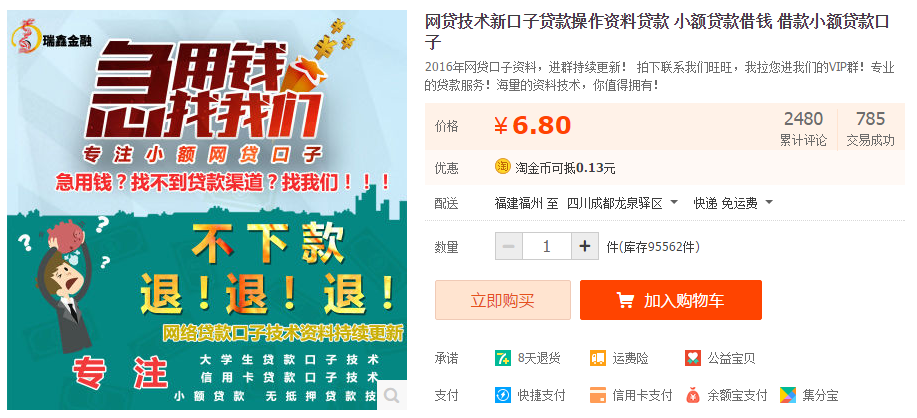 瑞鑫金融
急用钱
找我们
专注小额网贷口子
急用钱？找不到贷款渠道？找我们！！！
不下款
退！退！退！
网络贷款口子技术资料持续更新
专注
大学生贷款口子技术
信用卡贷款口子技术
小额贷款 无抵押贷款技
网贷技术新口子贷款操作资料贷款 小额贷款借钱 借款小额贷款口
子
2016年网贷口子资料，进群持续更新！ 拍下联系我们旺旺，我拉您进我们的VIP群！专业
的贷款服务！海量的资料技术，你值得拥有！
价格 ¥6.80 2480 785
累计评论 交易成功
优惠 淘 淘金币可抵0.13元
配送 福建福州 至 四川成都龙泉驿区 快递 免运费
数量 − 1 + 件(库存95562件)
立即购买 加入购物车
承诺 7 8天退货 运费险 公益宝贝
支付 快捷支付 信用卡支付 余额宝支付 集分宝